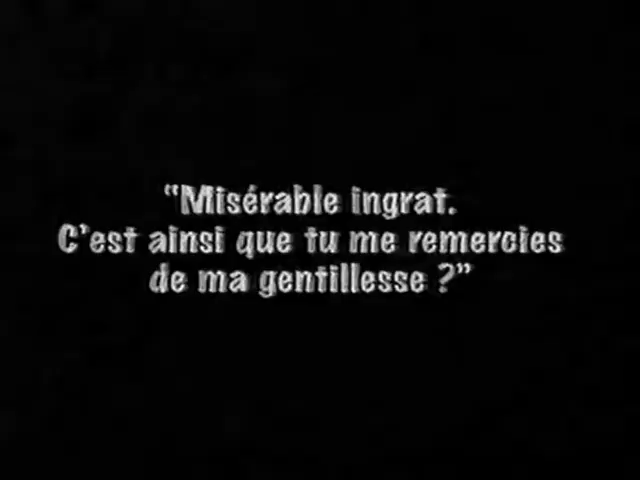 “Misérable ingrat.
C'est ainsi que tu me remercies
de ma gentillesse ?”